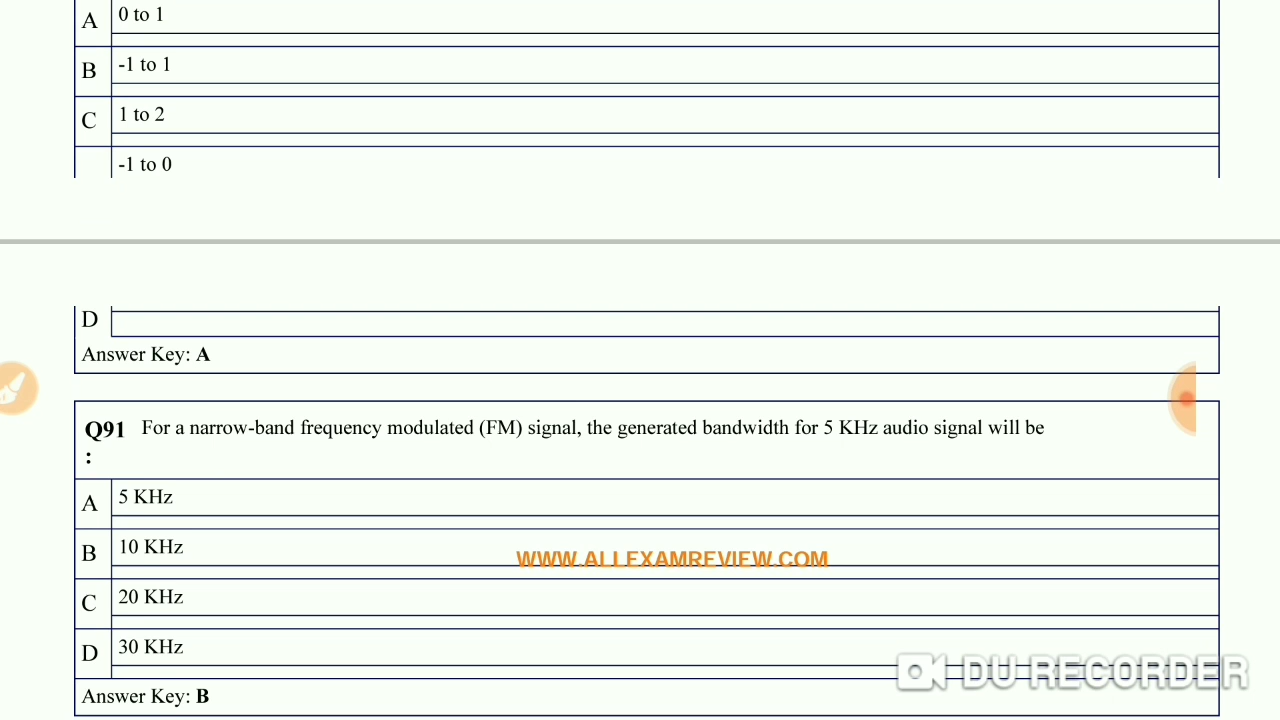 A 0 to 1
B -1 to 1
C 1 to 2
-1 to 0
D
Answer Key: A
Q91 For a narrow-band frequency modulated (FM) signal, the generated bandwidth for 5 KHz audio signal will be
:
A 5 KHz
B 10 KHz
WWW.ALLEXAMREVIEW.COM
C 20 KHz
D 30 KHz
DU RECORDER
Answer Key: B